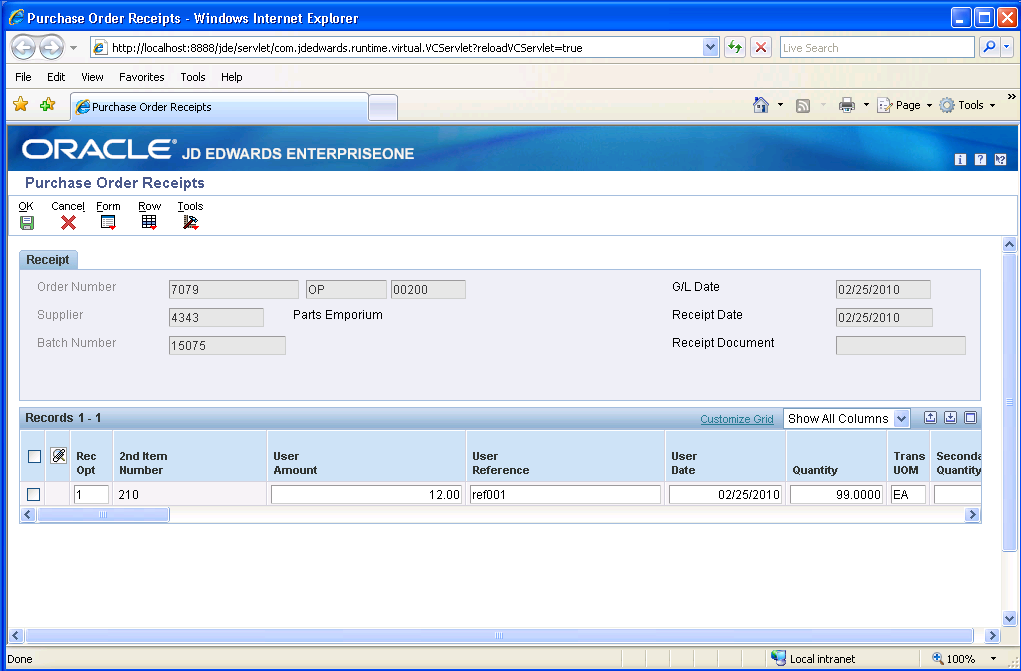 Purchase Order Receipts - Windows Internet Explorer
http://localhost:8888/jde/servlet/com.jdedwards.runtime.virtual.VCServlet?reloadVCServlet=true
Live Search
File Edit View Favorites Tools Help
Purchase Order Receipts
Page Tools »
ORACLE® JD EDWARDS ENTERPRISEONE
Purchase Order Receipts
OK Cancel Form Row Tools
Receipt
Order Number 7079 OP 00200 G/L Date 02/25/2010
Supplier 4343 Parts Emporium Receipt Date 02/25/2010
Batch Number 15075 Receipt Document
Records 1 - 1 Customize Grid Show All Columns
Rec 2nd Item User User User Trans Seconda
Opt Number Amount Reference Date Quantity UOM Quantity
1 210 12.00 ref001 02/25/2010 99.0000 EA
Done Local intranet 100%